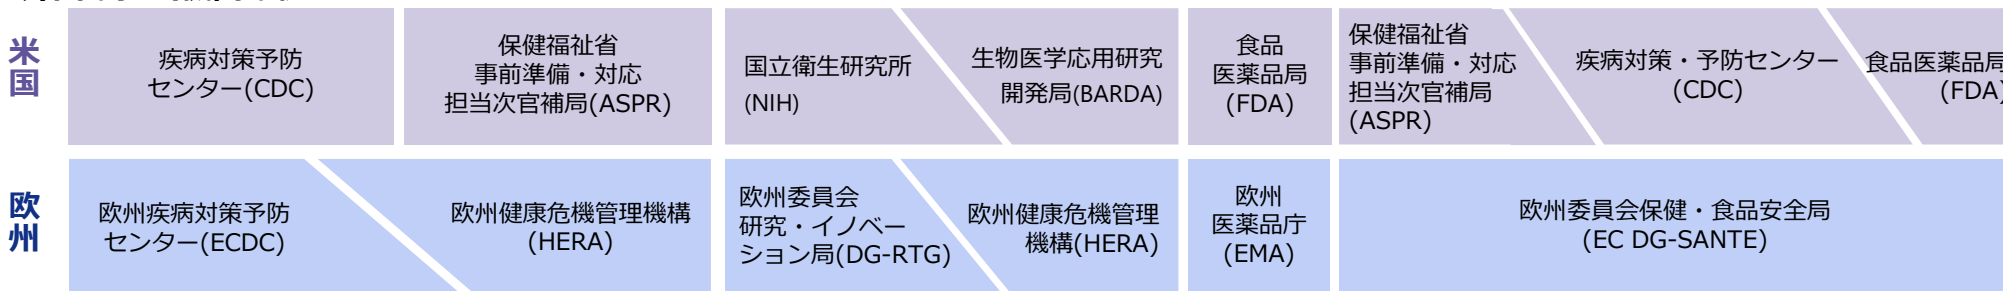 米国
疾病対策予防
センター(CDC)
保健福祉省
事前準備・対応
担当次官補局(ASPR)
国立衛生研究所
(NIH)
生物医学応用研究
開発局(BARDA)
食品
医薬品局
(FDA)
保健福祉省
事前準備・対応
担当次官補局
(ASPR)
疾病対策・予防センター
(CDC)
食品医薬品局
(FDA)
欧州
欧州疾病対策予防
センター(ECDC)
欧州健康危機管理機構
(HERA)
欧州委員会
研究・イノベー
ション局(DG-RTG)
欧州健康危機管理
機構(HERA)
欧州
医薬品庁
(EMA)
欧州委員会保健・食品安全局
(EC DG-SANTE)